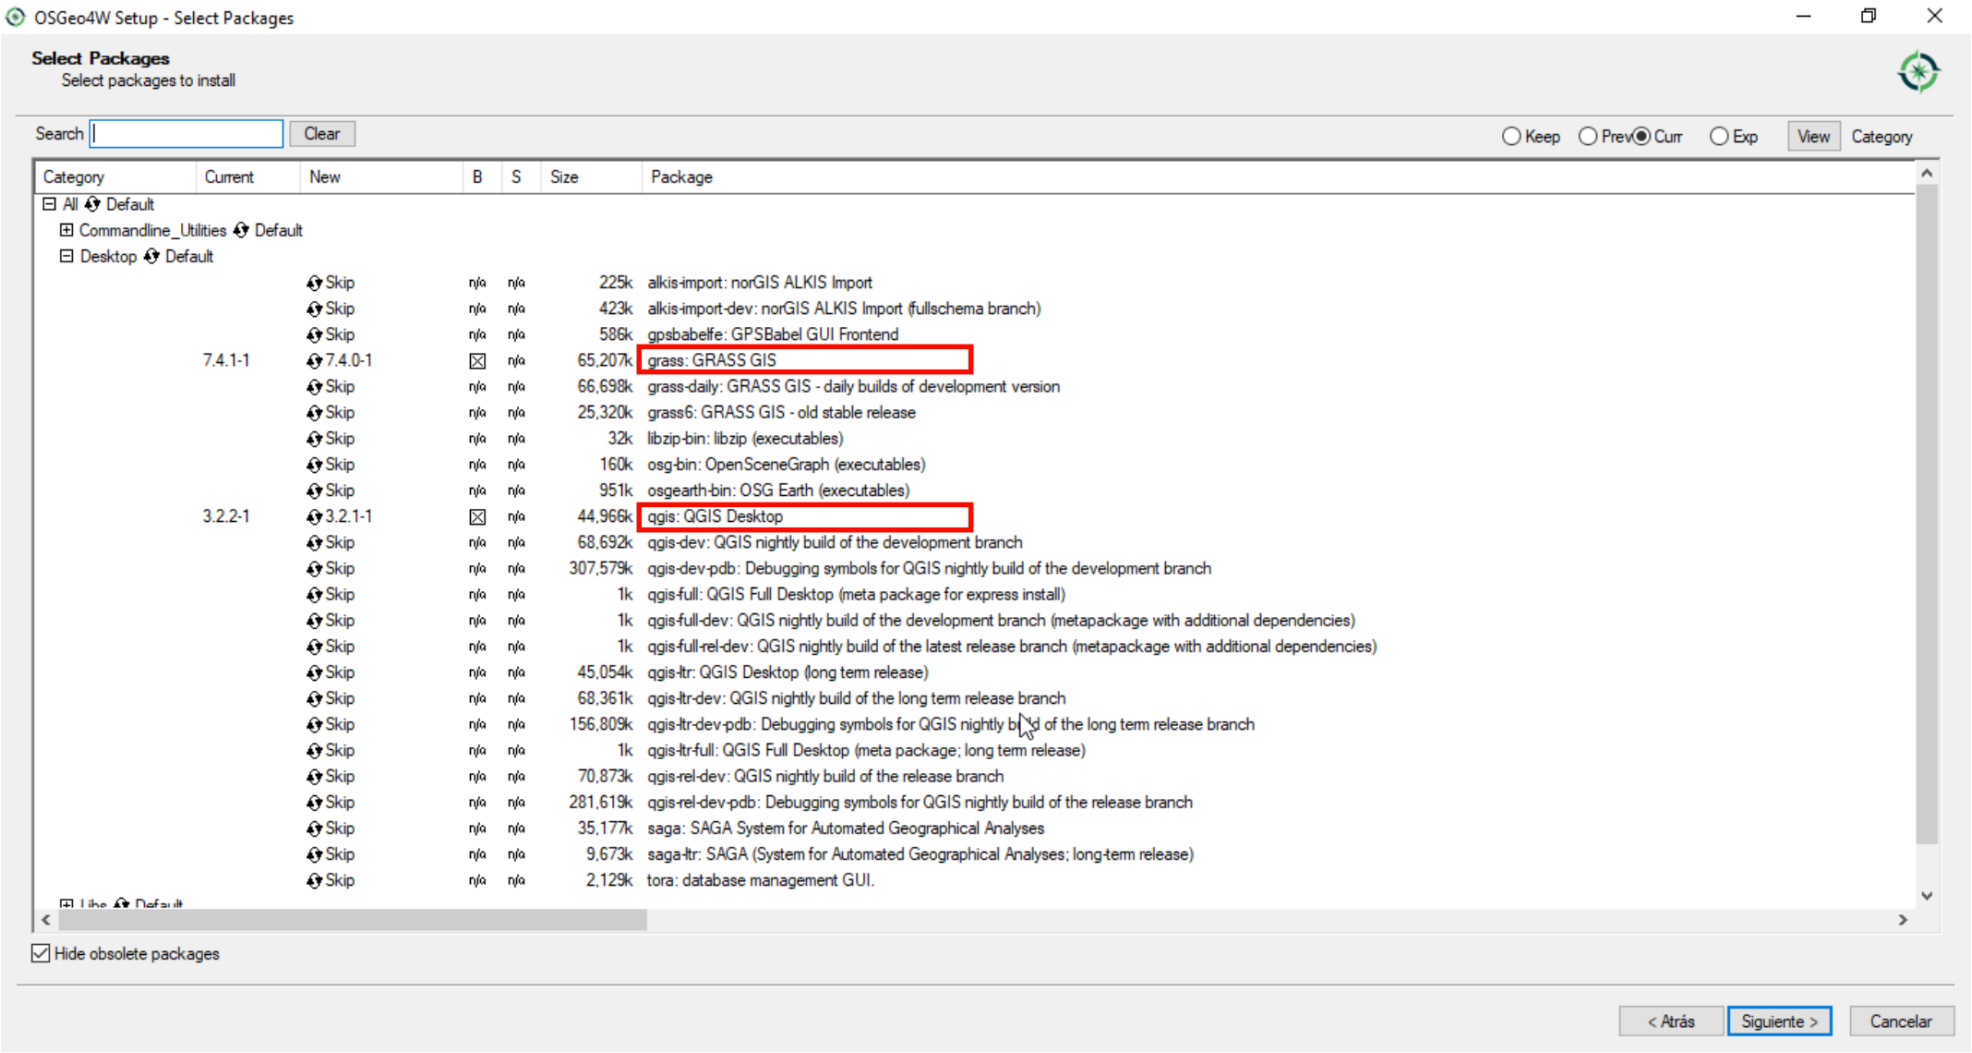 OSGeo4W Setup - Select Packages
Select Packages
Select packages to install
Search Clear Keep Prev Curr Exp View Category
Category Current New B S Size Package
All Default
Commandline_Utilities Default
Desktop Default
Skip n/a n/a 225k alkis-import: norGIS ALKIS Import
Skip n/a n/a 423k alkis-import-dev: norGIS ALKIS Import (fullschema branch)
Skip n/a n/a 586k gpsbabelfe: GPSBabel GUI Frontend
7.4.1-1 7.4.0-1 n/a 65,207k grass: GRASS GIS
Skip n/a n/a 66,698k grass-daily: GRASS GIS - daily builds of development version
Skip n/a n/a 25,320k grass6: GRASS GIS - old stable release
Skip n/a n/a 32k libzip-bin: libzip (executables)
Skip n/a n/a 160k osg-bin: OpenSceneGraph (executables)
Skip n/a n/a 951k osgearth-bin: OSG Earth (executables)
3.2.2-1 3.2.1-1 n/a 44,966k qgis: QGIS Desktop
Skip n/a n/a 68,692k qgis-dev: QGIS nightly build of the development branch
Skip n/a n/a 307,579k qgis-dev-pdb: Debugging symbols for QGIS nightly build of the development branch
Skip n/a n/a 1k qgis-full: QGIS Full Desktop (meta package for express install)
Skip n/a n/a 1k qgis-full-dev: QGIS nightly build of the development branch (metapackage with additional dependencies)
Skip n/a n/a 1k qgis-full-rel-dev: QGIS nightly build of the latest release branch (metapackage with additional dependencies)
Skip n/a n/a 45,054k qgis-ltr: QGIS Desktop (long term release)
Skip n/a n/a 68,361k qgis-ltr-dev: QGIS nightly build of the long term release branch
Skip n/a n/a 156,809k qgis-ltr-dev-pdb: Debugging symbols for QGIS nightly build of the long term release branch
Skip n/a n/a 1k qgis-ltr-full: QGIS Full Desktop (meta package; long term release)
Skip n/a n/a 70,873k qgis-rel-dev: QGIS nightly build of the release branch
Skip n/a n/a 281,619k qgis-rel-dev-pdb: Debugging symbols for QGIS nightly build of the release branch
Skip n/a n/a 35,177k saga: SAGA System for Automated Geographical Analyses
Skip n/a n/a 9,673k saga-ltr: SAGA (System for Automated Geographical Analyses; long-term release)
Skip n/a n/a 2,129k tora: database management GUI.
Libs Default
Hide obsolete packages
< Atrás Siguiente > Cancelar